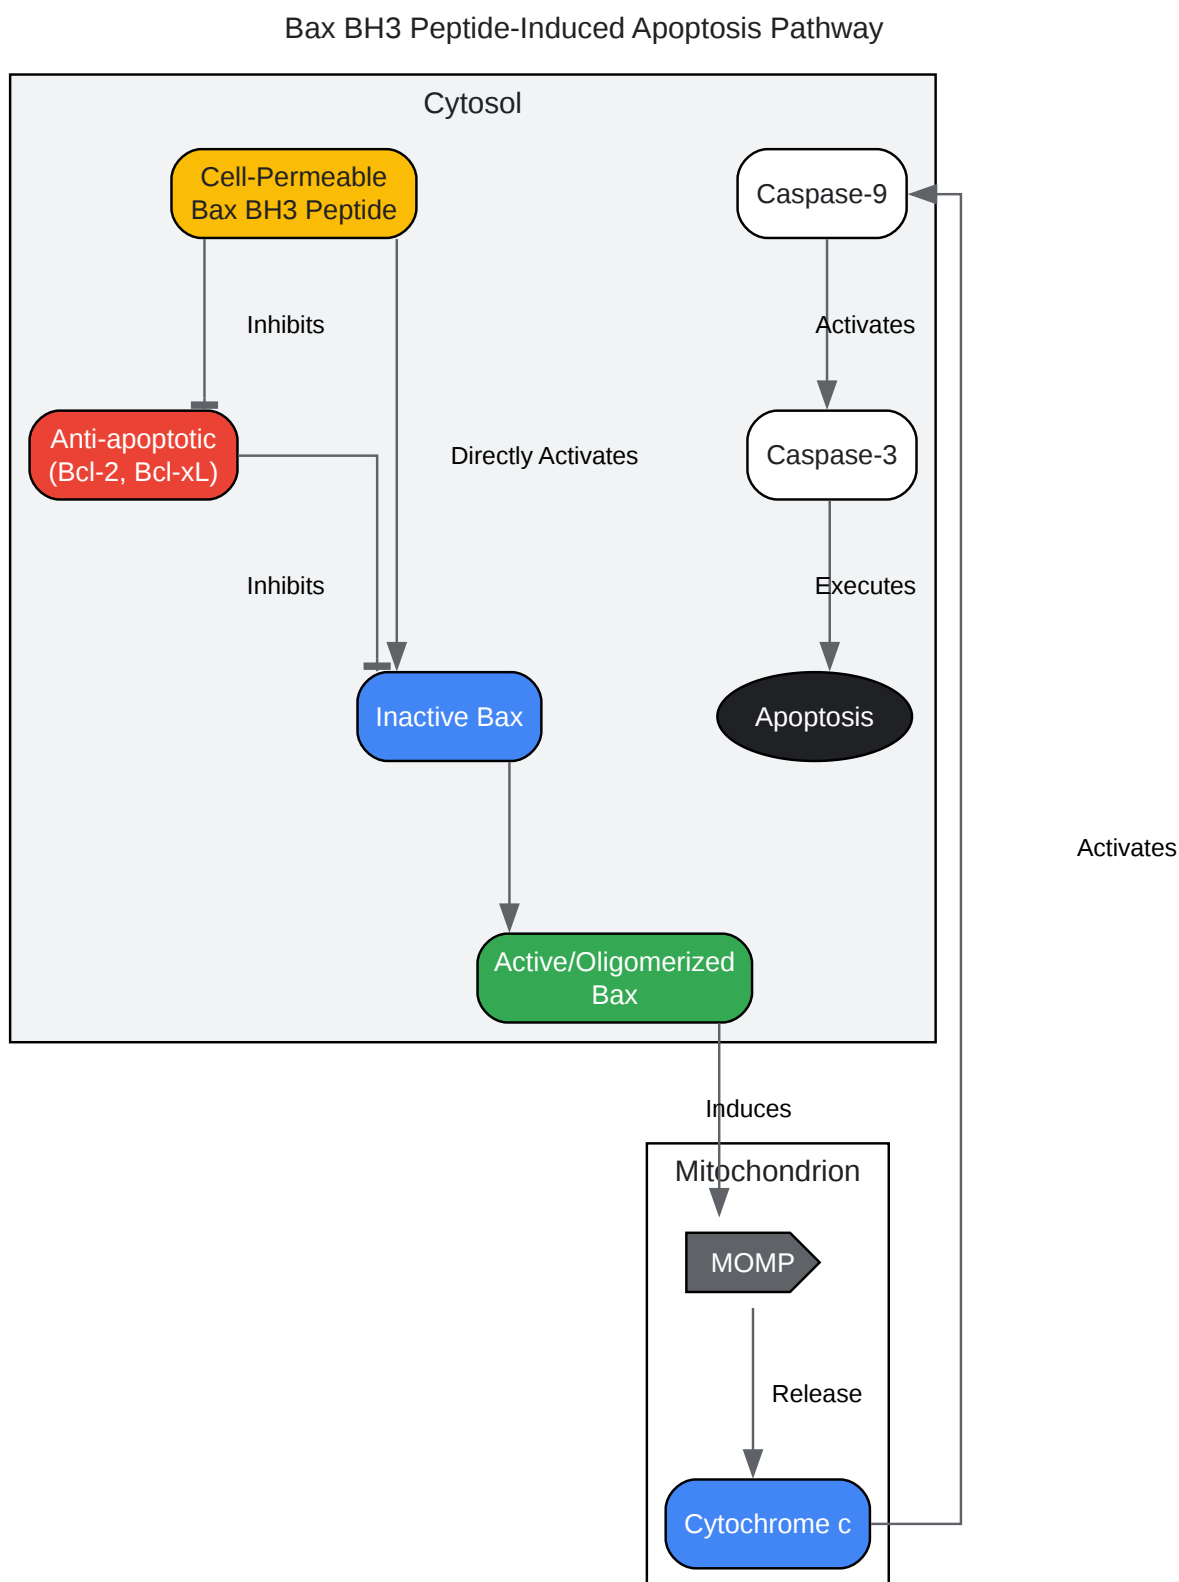 Bax BH3 Peptide-Induced Apoptosis Pathway
Cytosol
Cell-Permeable
Bax BH3 Peptide
Caspase-9
Inhibits
Activates
Anti-apoptotic
(Bcl-2, Bcl-xL)
Directly Activates
Caspase-3
Inhibits
Executes
Inactive Bax
Apoptosis
Activates
Active/Oligomerized
Bax
Induces
Mitochondrion
MOMP
Release
Cytochrome c